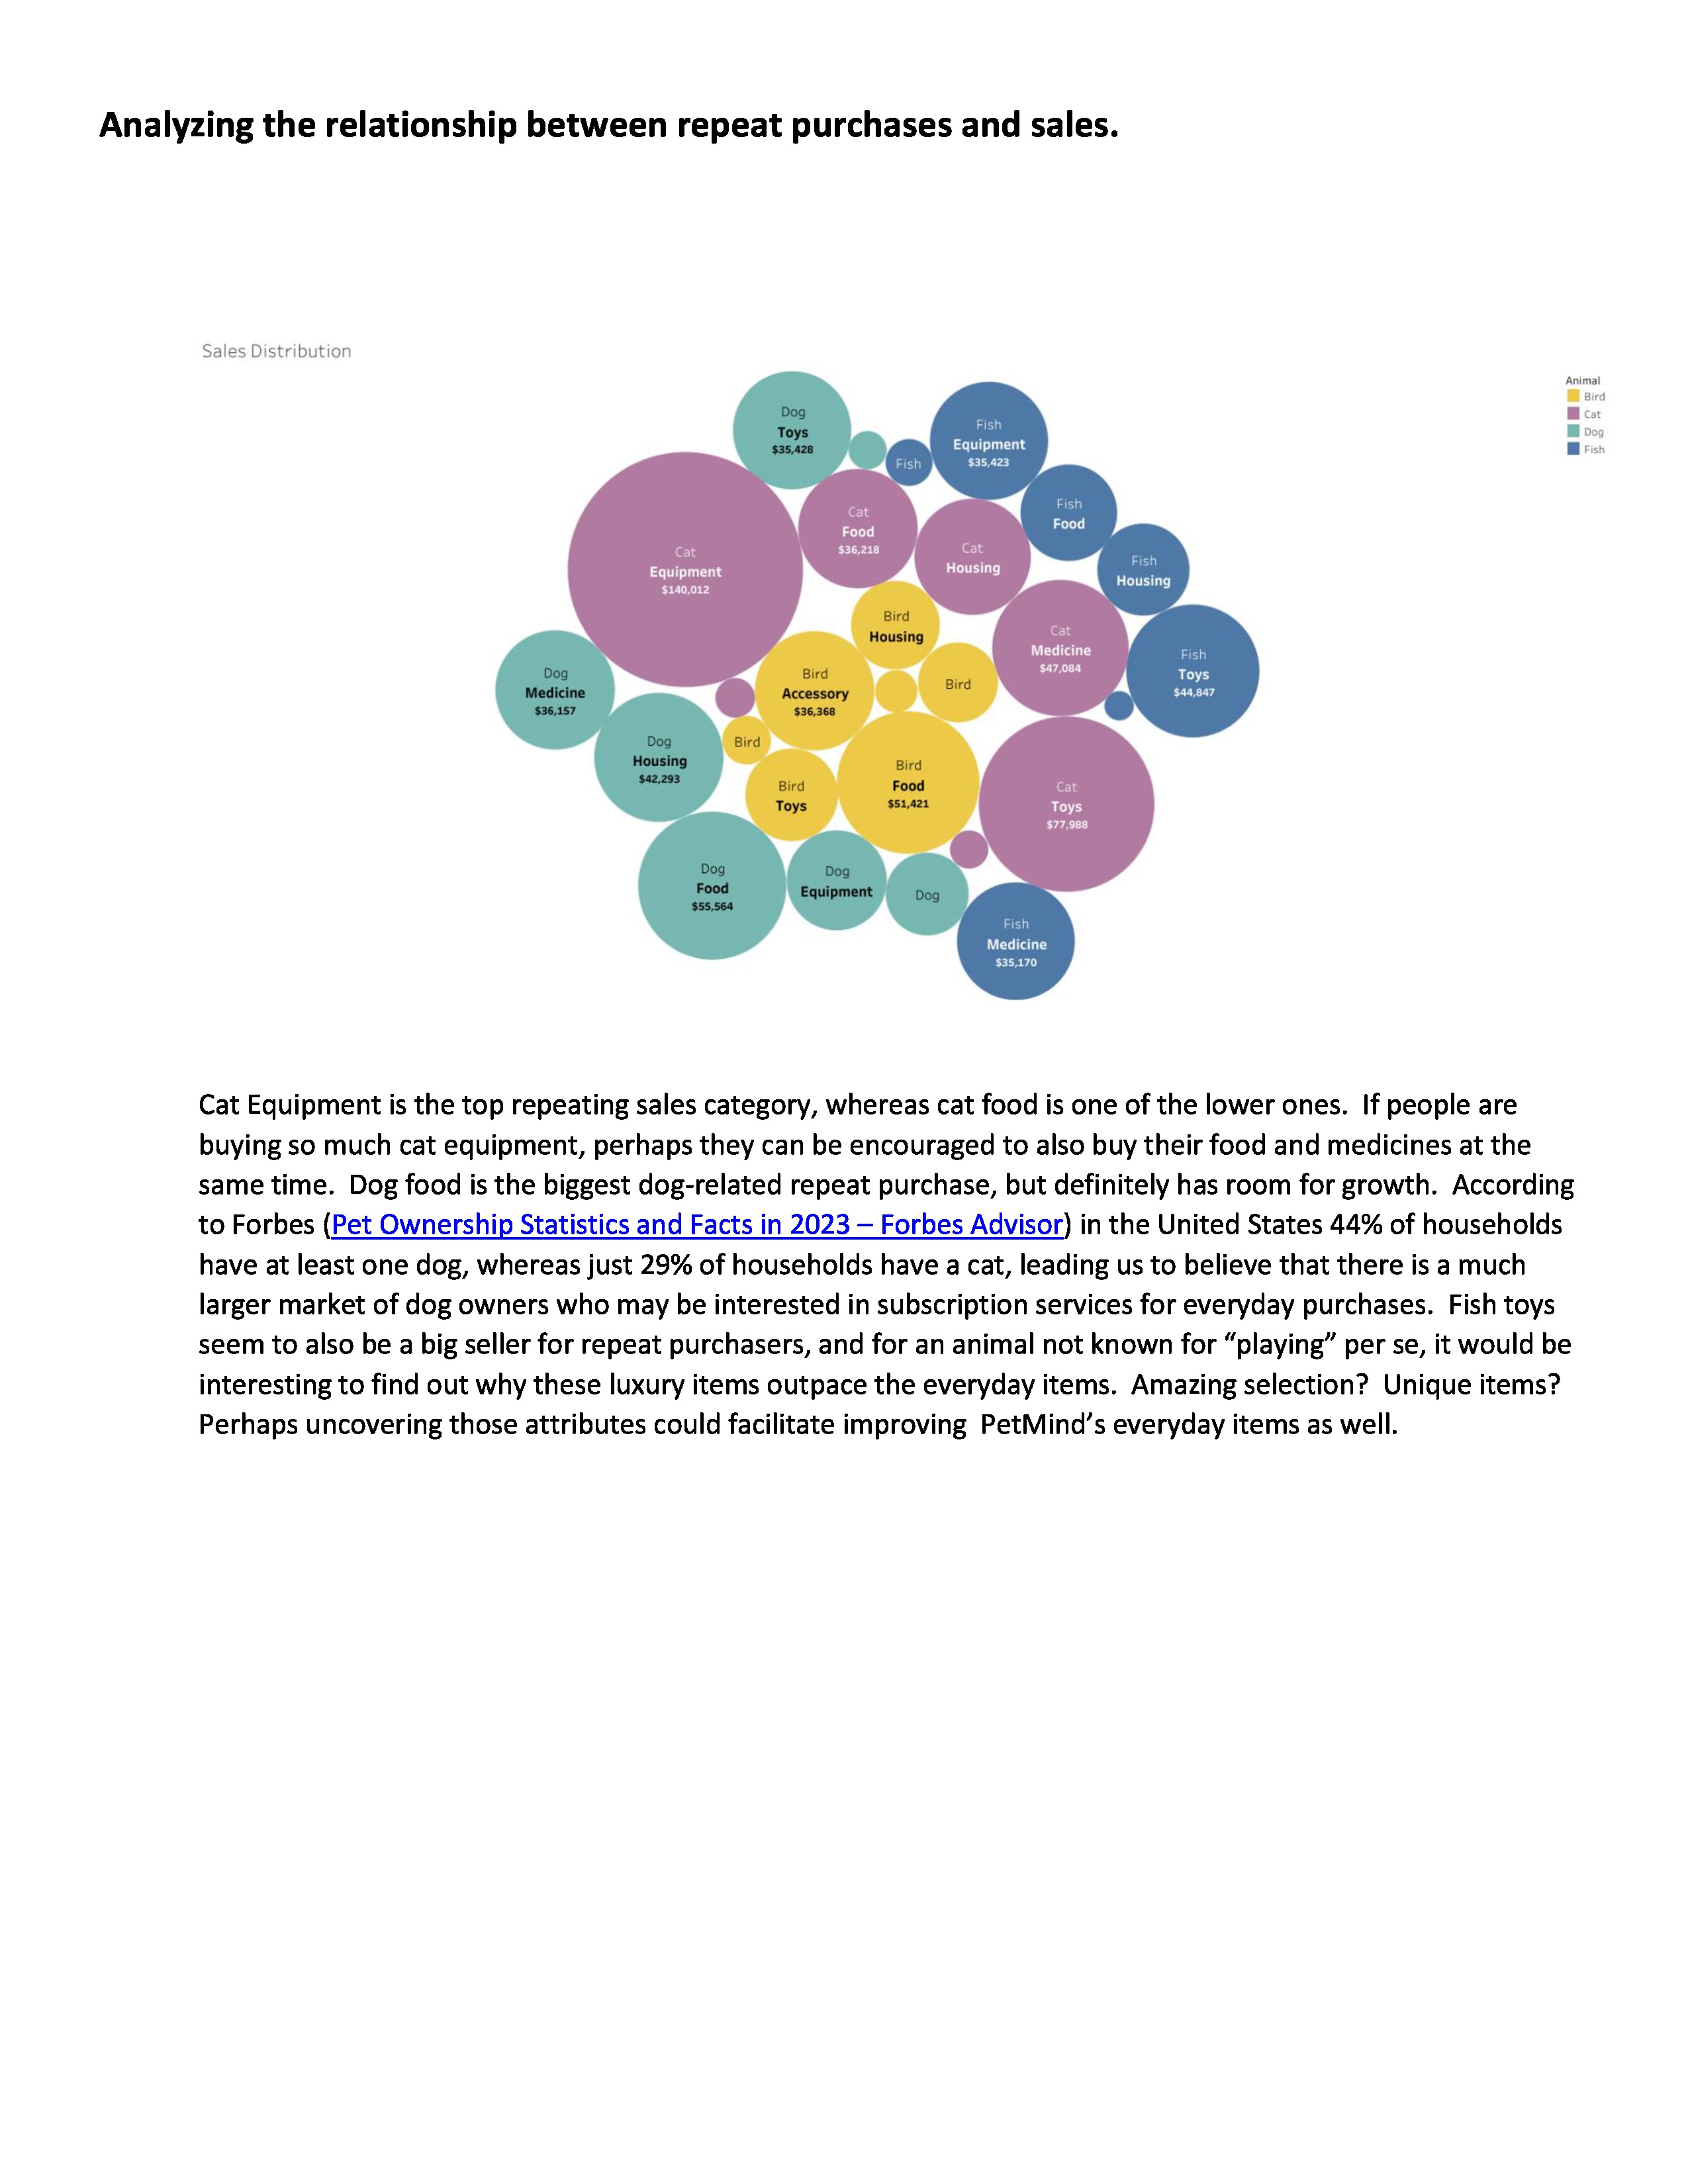 Analyzing the relationship between repeat purchases and sales.
Sales Distribution
Animal
Bird
Cat
Dog
Fish
Dog
Toys
$35,428
Fish
Fish
Equipment
$35,423
Cat
Equipment
$140,012
Cat
Food
$36,218
Cat
Housing
Fish
Food
Fish
Housing
Bird
Housing
Cat
Medicine
$47,084
Fish
Toys
$44,847
Dog
Medicine
$36,157
Bird
Accessory
$36,368
Bird
Dog
Housing
$42,293
Bird
Bird
Toys
Bird
Food
$51,421
Cat
Toys
$77,988
Dog
Food
$55,564
Dog
Equipment
Dog
Fish
Medicine
$35,170
Cat Equipment is the top repeating sales category, whereas cat food is one of the lower ones.  If people are
buying so much cat equipment, perhaps they can be encouraged to also buy their food and medicines at the
same time.  Dog food is the biggest dog-related repeat purchase, but definitely has room for growth.  According
to Forbes (Pet Ownership Statistics and Facts in 2023 – Forbes Advisor) in the United States 44% of households
have at least one dog, whereas just 29% of households have a cat, leading us to believe that there is a much
larger market of dog owners who may be interested in subscription services for everyday purchases.  Fish toys
seem to also be a big seller for repeat purchasers, and for an animal not known for “playing” per se, it would be
interesting to find out why these luxury items outpace the everyday items.  Amazing selection?  Unique items?
Perhaps uncovering those attributes could facilitate improving  PetMind’s everyday items as well.